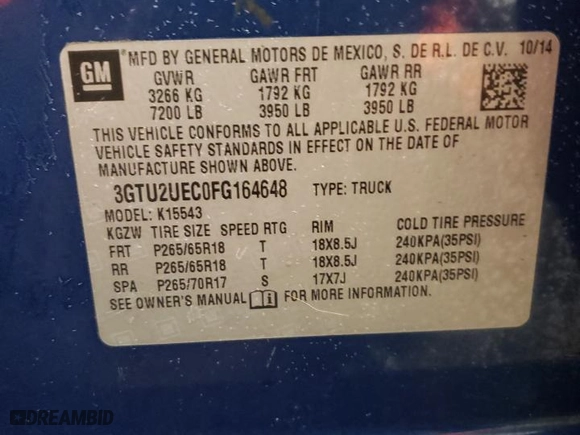 GM
MFD BY GENERAL MOTORS DE MEXICO, S. DE R.L. DE C.V. 10/14
GVWR GAWR FRT GAWR RR
3266 KG 1792 KG 1792 KG
7200 LB 3950 LB 3950 LB
THIS VEHICLE CONFORMS TO ALL APPLICABLE U.S. FEDERAL MOTOR
VEHICLE SAFETY STANDARDS IN EFFECT ON THE DATE OF
MANUFACTURE SHOWN ABOVE.
3GTU2UEC0FG164648 TYPE: TRUCK
MODEL: K15543
KGZW TIRE SIZE SPEED RTG RIM COLD TIRE PRESSURE
FRT P265/65R18 T 18X8.5J 240KPA(35PSI)
RR P265/65R18 T 18X8.5J 240KPA(35PSI)
SPA P265/70R17 S 17X7J 240KPA(35PSI)
SEE OWNER'S MANUAL FOR MORE INFORMATION.
DREAMBID